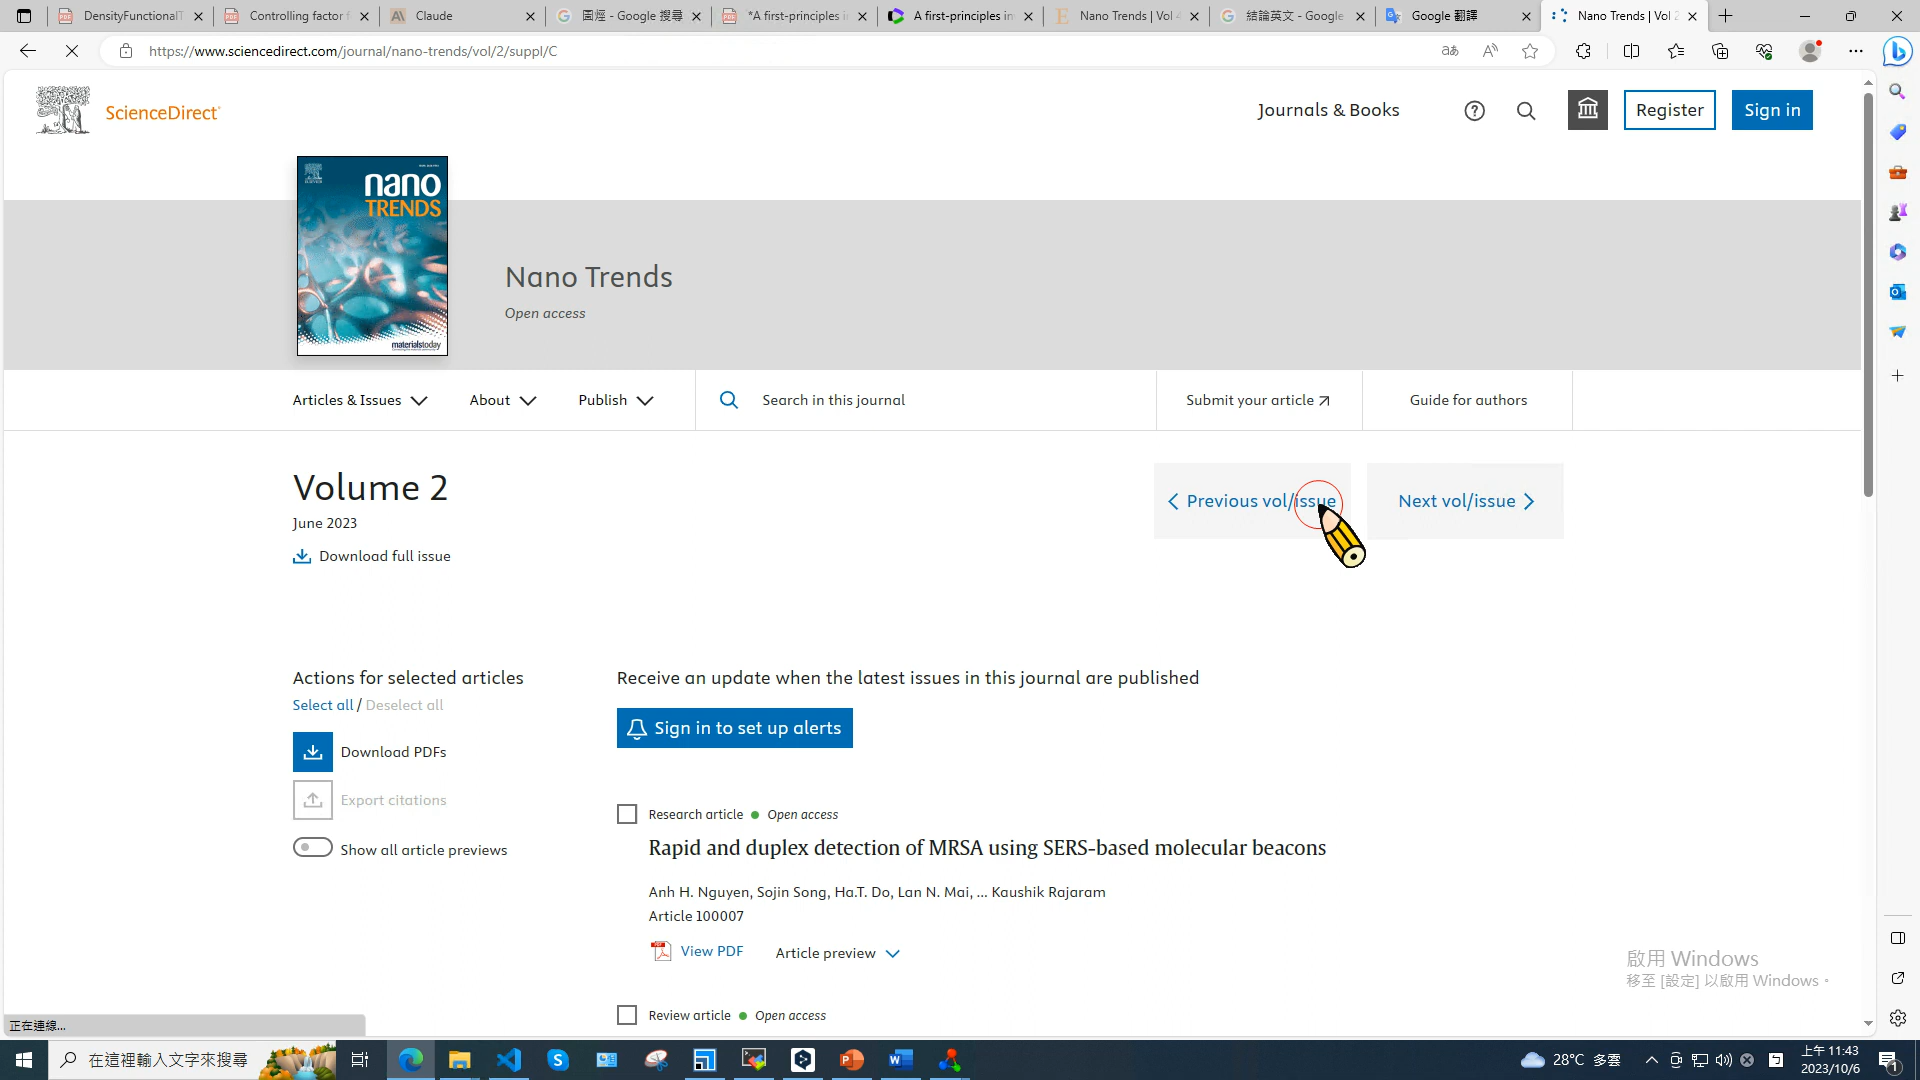 DensityFunctionalT
Controlling factor f
Claude
圖煙 - Google 搜尋
*A first-principles in
A first-principles in
Nano Trends | Vol 4
結論英文 - Google
Google 翻譯
Nano Trends | Vol 2
https://www.sciencedirect.com/journal/nano-trends/vol/2/suppl/C
ScienceDirect
Journals & Books
Register
Sign in
nano
TRENDS
materialstoday
Nano Trends
Open access
Articles & Issues
About
Publish
Search in this journal
Submit your article
Guide for authors
Volume 2
June 2023
Download full issue
Previous vol/issue
Next vol/issue
Actions for selected articles
Select all / Deselect all
Download PDFs
Export citations
Show all article previews
Receive an update when the latest issues in this journal are published
Sign in to set up alerts
Research article ● Open access
Rapid and duplex detection of MRSA using SERS-based molecular beacons
Anh H. Nguyen, Sojin Song, Ha.T. Do, Lan N. Mai, ... Kaushik Rajaram
Article 100007
View PDF
Article preview
Review article ● Open access
啟用 Windows
移至 [設定] 以啟用 Windows。
正在連線...
在這裡輸入文字來搜尋
28°C 多雲
上午 11:43
2023/10/6
1